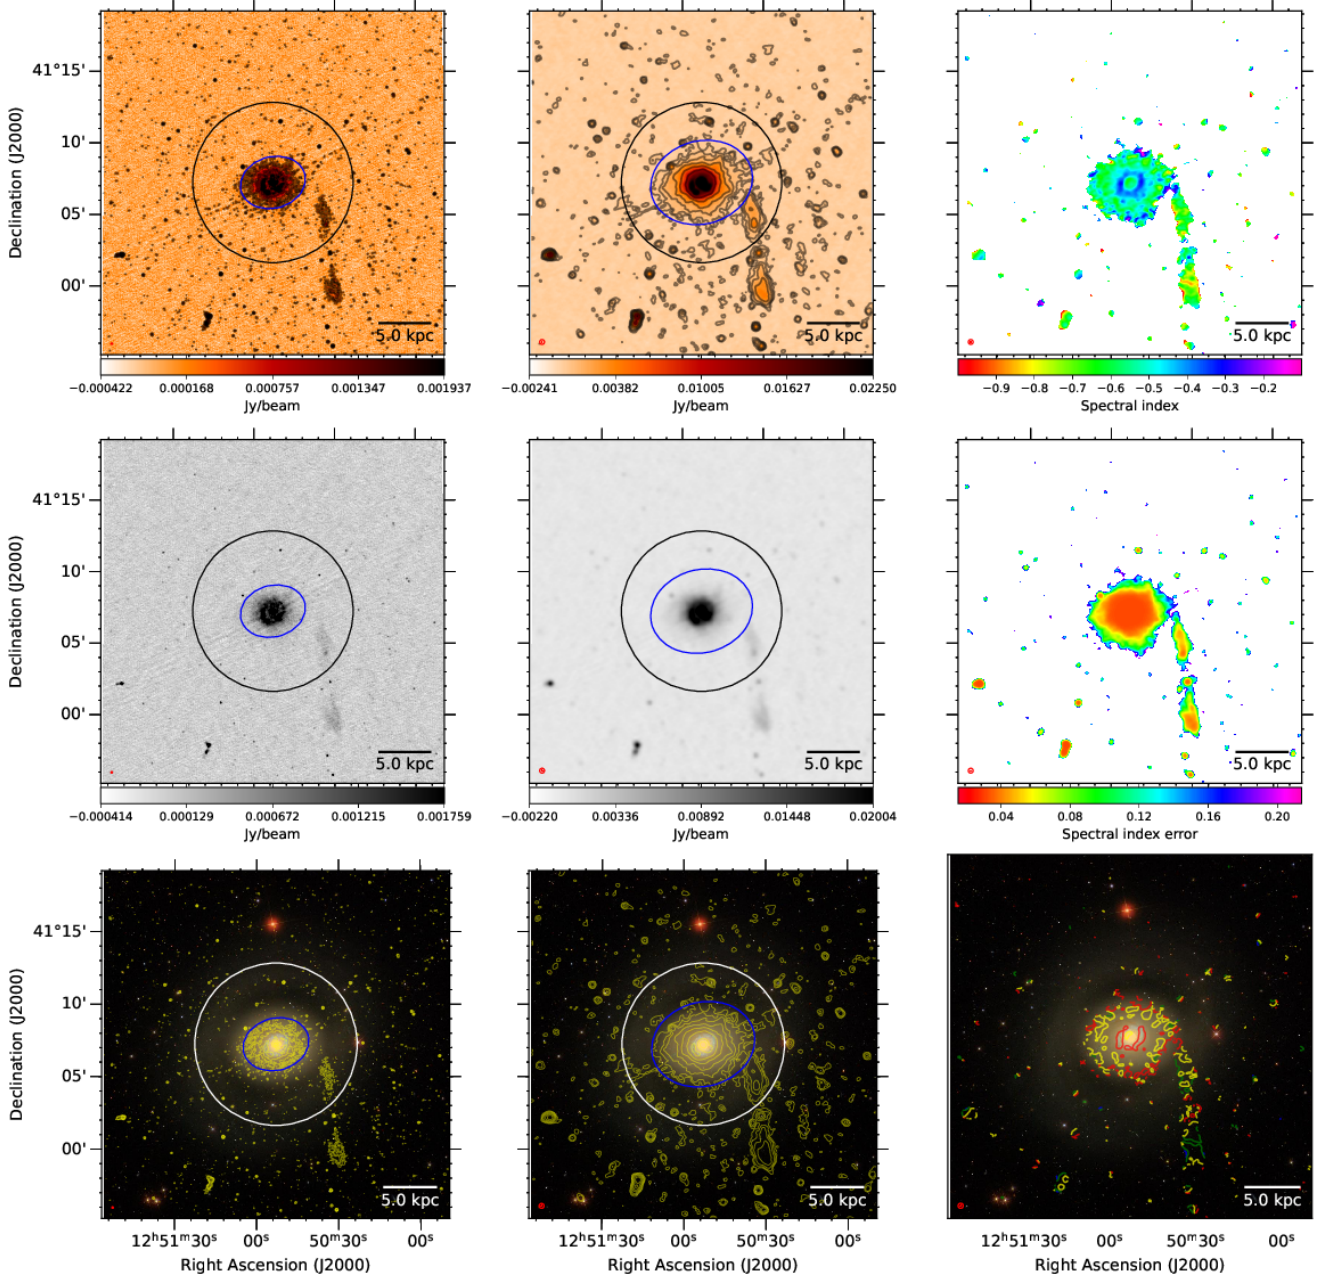 Declination (J2000)
41°15'
10'
05'
00'
5.0 kpc
5.0 kpc
5.0 kpc
−0.000422 0.000168 0.000757 0.001347 0.001937
Jy/beam
−0.00241 0.00382 0.01005 0.01627 0.02250
Jy/beam
−0.9 −0.8 −0.7 −0.6 −0.5 −0.4 −0.3 −0.2
Spectral index
Declination (J2000)
41°15'
10'
05'
00'
5.0 kpc
5.0 kpc
5.0 kpc
−0.000414 0.000129 0.000672 0.001215 0.001759
Jy/beam
−0.00220 0.00336 0.00892 0.01448 0.02004
Jy/beam
0.04 0.08 0.12 0.16 0.20
Spectral index error
Declination (J2000)
41°15'
10'
05'
00'
5.0 kpc
5.0 kpc
5.0 kpc
12ʰ51ᵐ30ˢ 00ˢ 50ᵐ30ˢ 00ˢ
Right Ascension (J2000)
12ʰ51ᵐ30ˢ 00ˢ 50ᵐ30ˢ 00ˢ
Right Ascension (J2000)
12ʰ51ᵐ30ˢ 00ˢ 50ᵐ30ˢ 00ˢ
Right Ascension (J2000)